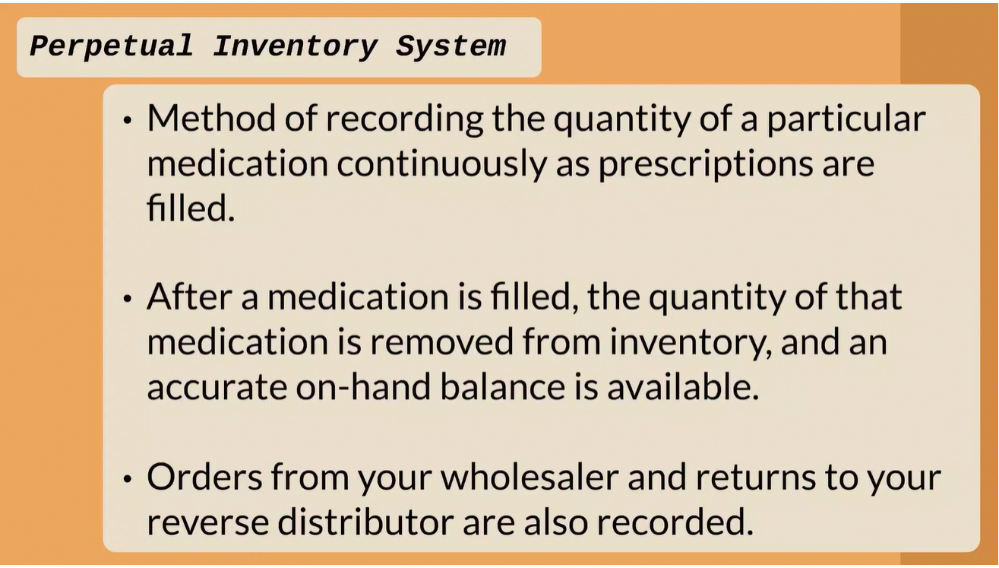 Perpetual Inventory System
• Method of recording the quantity of a particular
medication continuously as prescriptions are
filled.
• After a medication is filled, the quantity of that
medication is removed from inventory, and an
accurate on-hand balance is available.
• Orders from your wholesaler and returns to your
reverse distributor are also recorded.